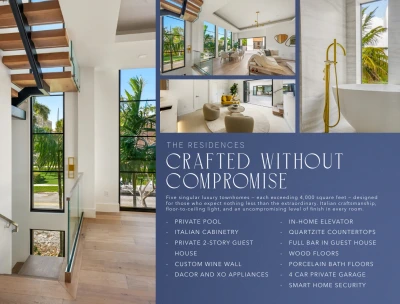 THE RESIDENCES
CRAFTED WITHOUT
COMPROMISE
Five singular luxury townhomes – each exceeding 4,000 square feet – designed
for those who expect nothing less than the extraordinary. Italian craftsmanship,
floor-to-ceiling light, and an uncompromising level of finish in every room.
- PRIVATE POOL
- ITALIAN CABINETRY
- PRIVATE 2-STORY GUEST
HOUSE
- CUSTOM WINE WALL
- DACOR AND XO APPLIANCES
- IN-HOME ELEVATOR
- QUARTZITE COUNTERTOPS
- FULL BAR IN GUEST HOUSE
- WOOD FLOORS
- PORCELAIN BATH FLOORS
- 4 CAR PRIVATE GARAGE
- SMART HOME SECURITY